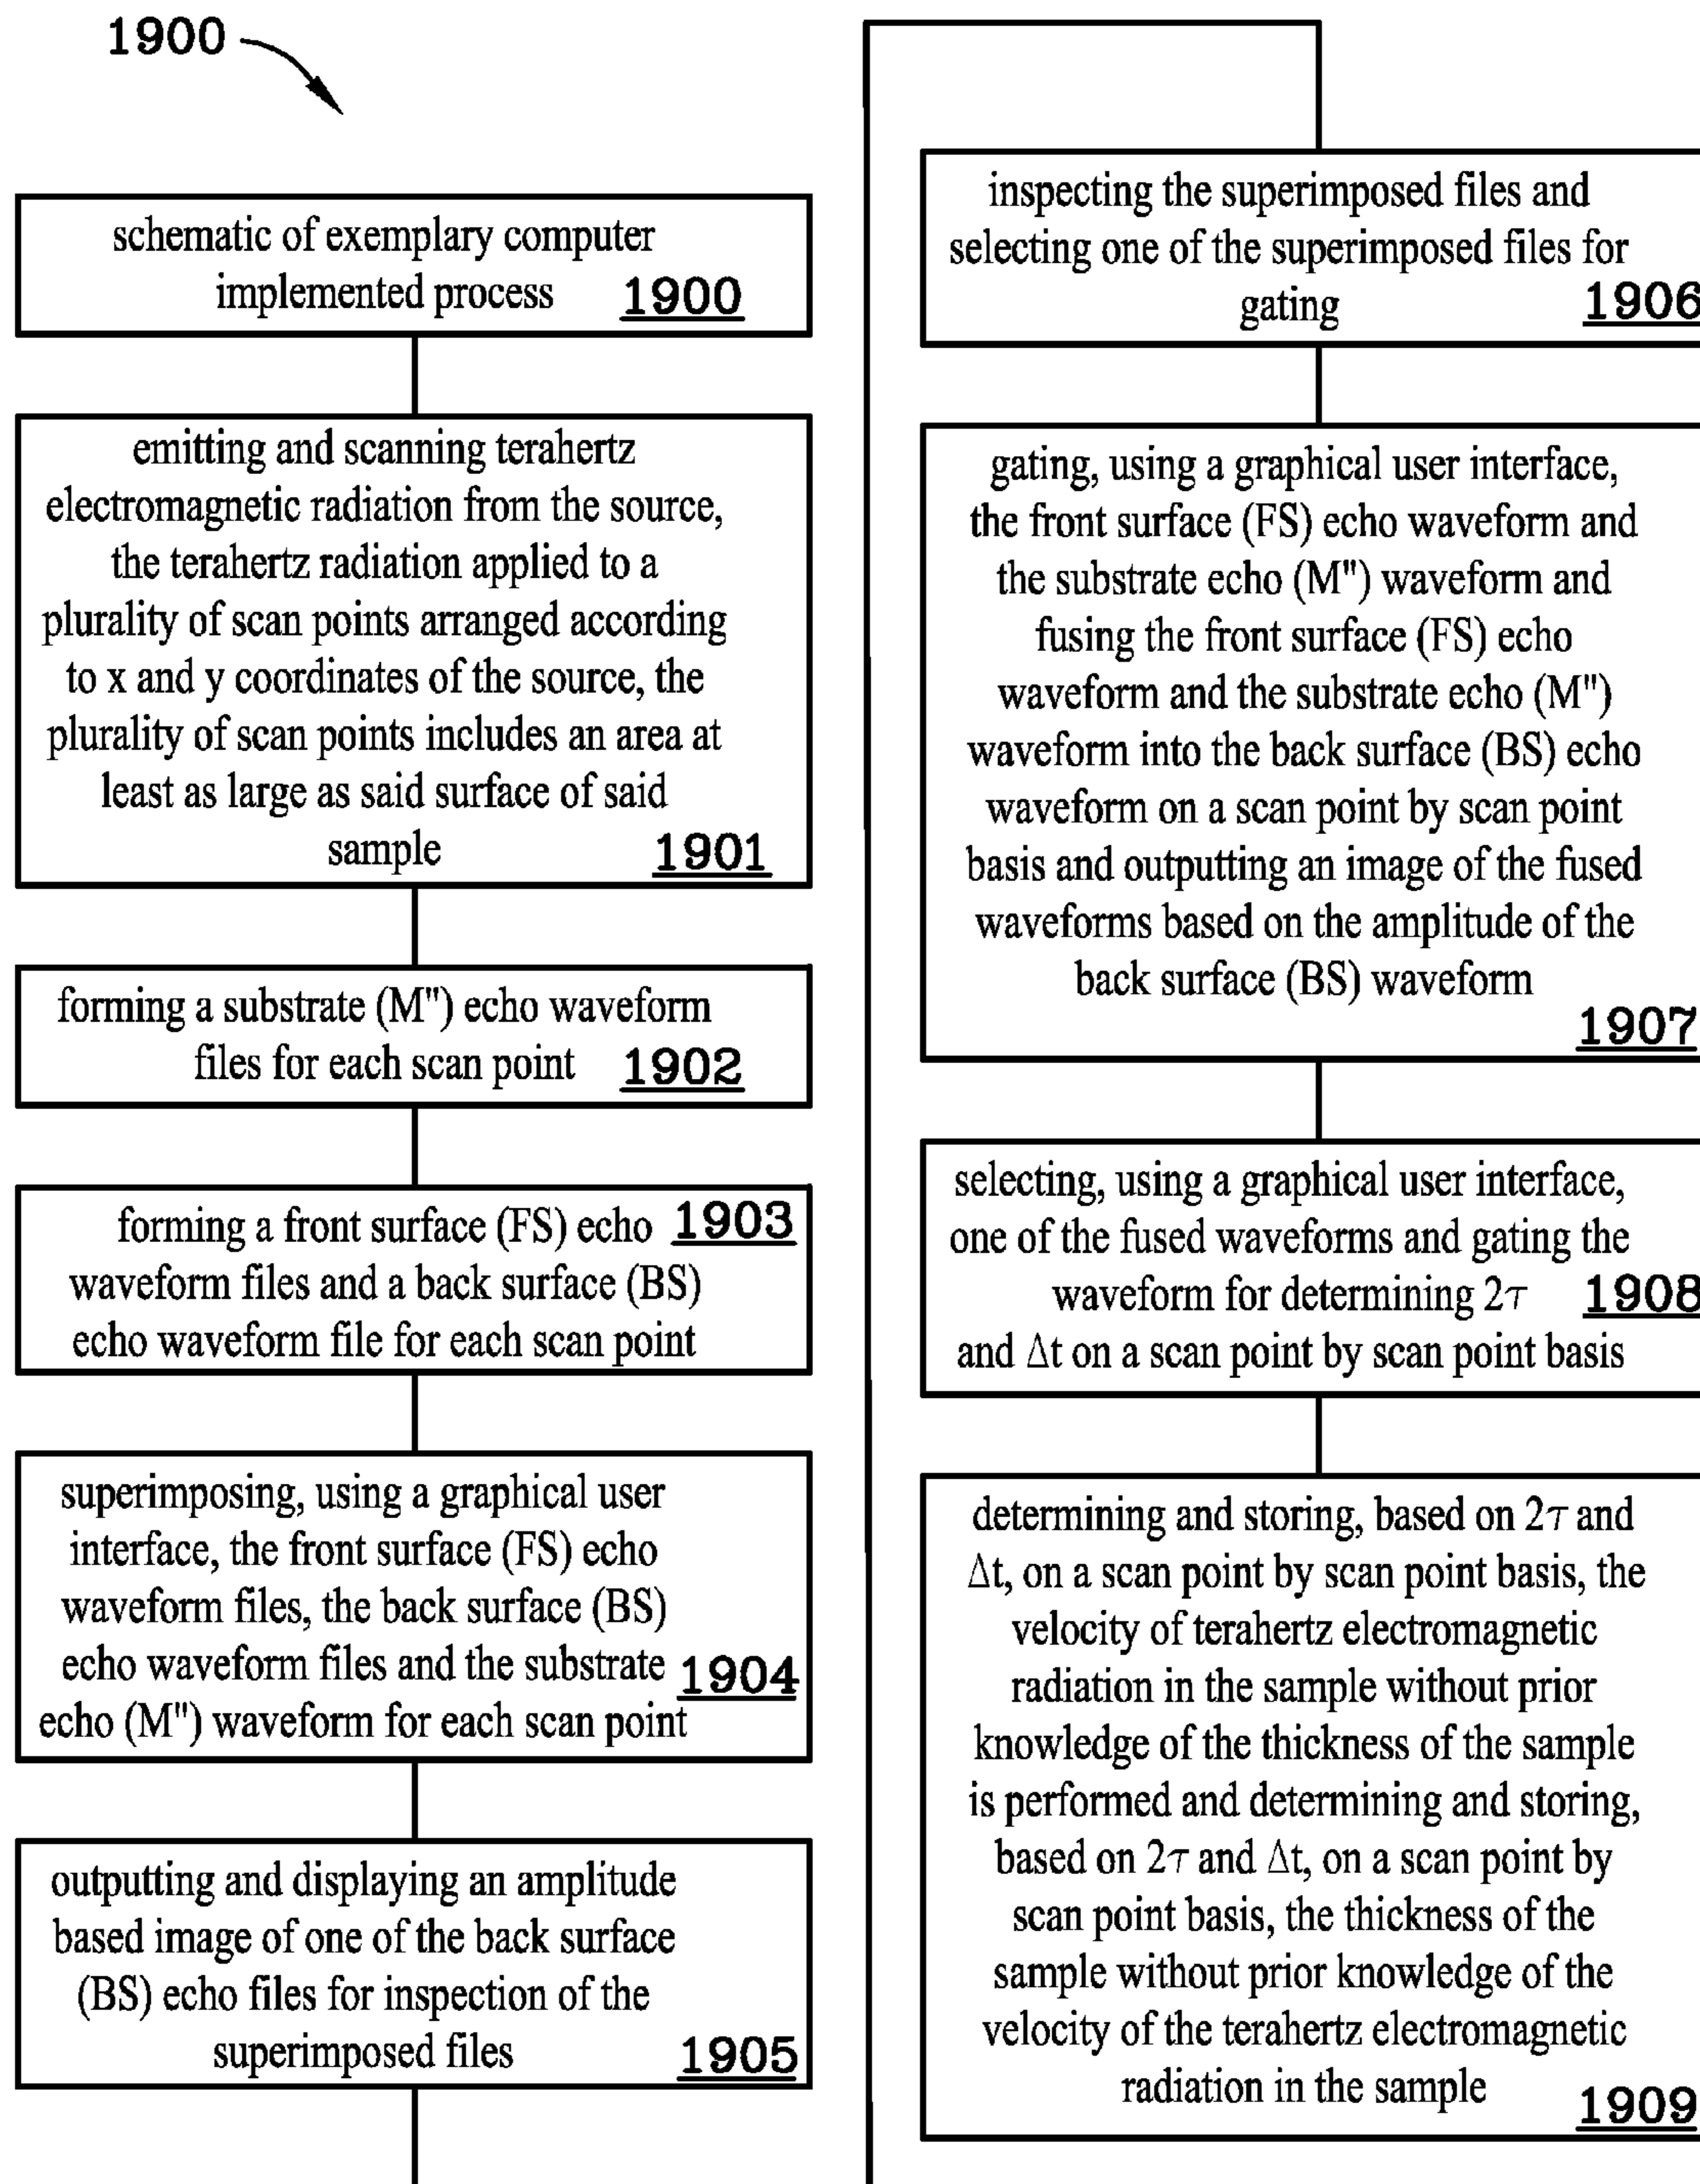 1900
schematic of exemplary computer
implemented process 1900
emitting and scanning terahertz
electromagnetic radiation from the source,
the terahertz radiation applied to a
plurality of scan points arranged according
to x and y coordinates of the source, the
plurality of scan points includes an area at
least as large as said surface of said
sample 1901
forming a substrate (M") echo waveform
files for each scan point 1902
forming a front surface (FS) echo 1903
waveform files and a back surface (BS)
echo waveform file for each scan point
superimposing, using a graphical user
interface, the front surface (FS) echo
waveform files, the back surface (BS)
echo waveform files and the substrate 1904
echo (M") waveform for each scan point
outputting and displaying an amplitude
based image of one of the back surface
(BS) echo files for inspection of the
superimposed files 1905
inspecting the superimposed files and
selecting one of the superimposed files for
gating 1906
gating, using a graphical user interface,
the front surface (FS) echo waveform and
the substrate echo (M") waveform and
fusing the front surface (FS) echo
waveform and the substrate echo (M")
waveform into the back surface (BS) echo
waveform on a scan point by scan point
basis and outputting an image of the fused
waveforms based on the amplitude of the
back surface (BS) waveform
1907
selecting, using a graphical user interface,
one of the fused waveforms and gating the
waveform for determining 2τ 1908
and Δt on a scan point by scan point basis
determining and storing, based on 2τ and
Δt, on a scan point by scan point basis, the
velocity of terahertz electromagnetic
radiation in the sample without prior
knowledge of the thickness of the sample
is performed and determining and storing,
based on 2τ and Δt, on a scan point by
scan point basis, the thickness of the
sample without prior knowledge of the
velocity of the terahertz electromagnetic
radiation in the sample 1909